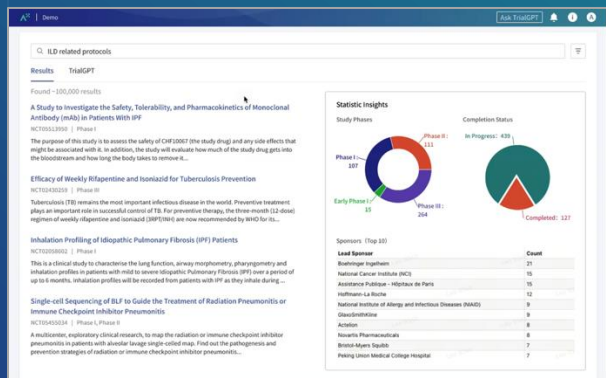 Demo
Ask TrialGPT
ILD related protocols
Results TrialGPT
Found ~100,000 results
A Study to Investigate the Safety, Tolerability, and Pharmacokinetics of Monoclonal
Antibody (mAb) in Patients With IPF
NCT05513950 | Phase I
The purpose of this study is to assess the safety of CHF10067 (the study drug) and any side effects that
might be associated with it. In addition, the study will evaluate how much of the study drug gets into
the bloodstream and how long the body takes to remove it...
Efficacy of Weekly Rifapentine and Isoniazid for Tuberculosis Prevention
NCT02430259 | Phase III
Tuberculosis (TB) remains the most important infectious disease in the world. Preventive treatment
plays an important role in successful control of TB. For preventive therapy, the three-month (12-dose)
regimen of weekly rifapentine and isoniazid (3RPT/INH) are now recommended by WHO for its...
Inhalation Profiling of Idiopathic Pulmonary Fibrosis (IPF) Patients
NCT02058602 | Phase I
This is a clinical study to characterise the lung function, airway morphometry, pharyngometry and
inhalation profiles in patients with mild to severe Idiopathic Pulmonary Fibrosis (IPF) over a period of
up to 6 months. Inhalation profiles will be recorded from patients with IPF as they inhale during ...
Single-cell Sequencing of BLF to Guide the Treatment of Radiation Pneumonitis or
Immune Checkpoint Inhibitor Pneumonitis
NCT05455034 | Phase I, Phase II
A multicenter, exploratory clinical research, to map the radiation or immune checkpoint inhibitor
pneumonitis in patients with alveolar lavage single-celled map. Find out the pathogenesis and
prevention strategies of radiation or immune checkpoint inhibitor pneumonitis...
Statistic Insights
Study Phases
Completion Status
Phase II :
111
Phase I :
107
Early Phase I :
15
Phase III :
264
In Progress: 439
Completed: 127
Sponsors (Top 10)
Lead Sponsor Count
Boehringer Ingelheim 21
National Cancer Institute (NCI) 15
Assistance Publique - Hôpitaux de Paris 15
Hoffmann-La Roche 12
National Institute of Allergy and Infectious Diseases (NIAID) 9
GlaxoSmithKline 9
Actelion 8
Novartis Pharmaceuticals 8
Bristol-Myers Squibb 7
Peking Union Medical College Hospital 7